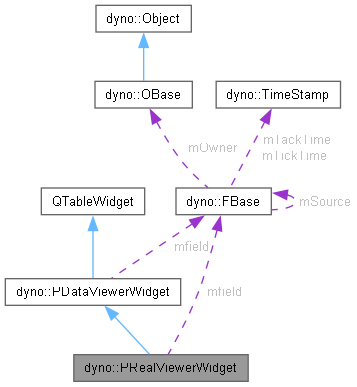 dyno::Object
dyno::OBase
dyno::TimeStamp
mTackTime
mTickTime
mOwner
QTableWidget
dyno::FBase
mSource
mfield
dyno::PDataViewerWidget
mfield
dyno::PRealViewerWidget